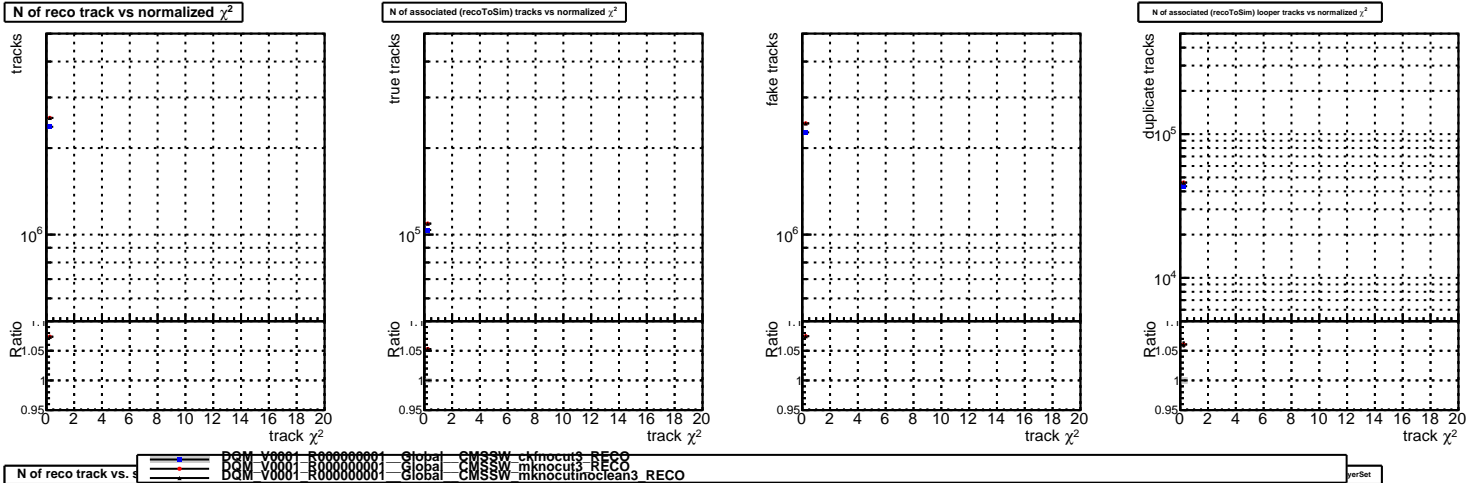 N of reco track vs normalized χ²
tracks
10⁶
Ratio
1.05
1
0.95
0 2 4 6 8 10 12 14 16 18 20
track χ²
N of associated (recoToSim) tracks vs normalized χ²
true tracks
10⁵
Ratio
1.05
1
0.95
0 2 4 6 8 10 12 14 16 18 20
track χ²
fake tracks
10⁶
Ratio
1.05
1
0.95
0 2 4 6 8 10 12 14 16 18 20
track χ²
N of associated (recoToSim) looper tracks vs normalized χ²
duplicate tracks
10⁵
10⁴
Ratio
1.05
1
0.95
0 2 4 6 8 10 12 14 16 18 20
track χ²
DQM_V0001_R000000001__Global__CMSSW_ckfnocut3_RECO
DQM_V0001_R000000001__Global__CMSSW_mknocut3_RECO
DQM_V0001_R000000001__Global__CMSSW_mknocutinoclean3_RECO
N of reco track vs. s
yerSet